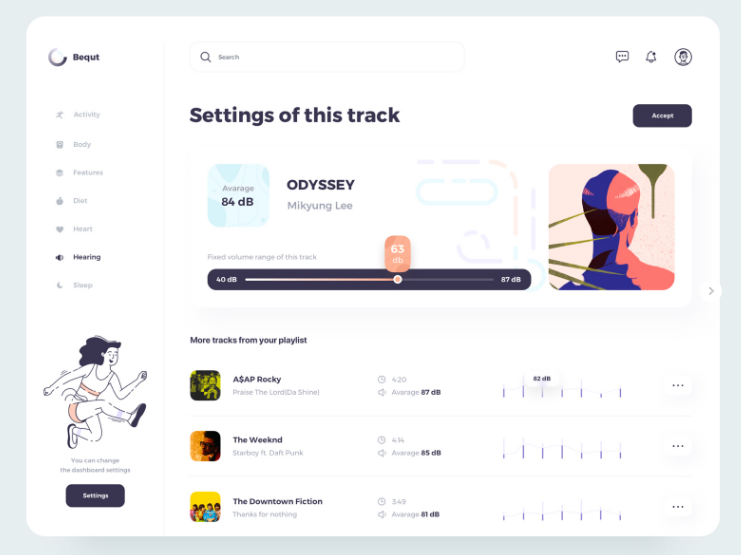 Bequt
Search
Activity
Body
Features
Diet
Heart
Hearing
Sleep
You can change
the dashboard settings
Settings
Settings of this track
Accept
Avarage
84 dB
ODYSSEY
Mikyung Lee
Fixed volume range of this track
63
db
40 dB
87 dB
More tracks from your playlist
A$AP Rocky
Praise The Lord(Da Shine)
4:20
Avarage 87 dB
82 dB
The Weeknd
Starboy ft. Daft Punk
4:14
Avarage 85 dB
The Downtown Fiction
Thanks for nothing
3:48
Avarage 81 dB